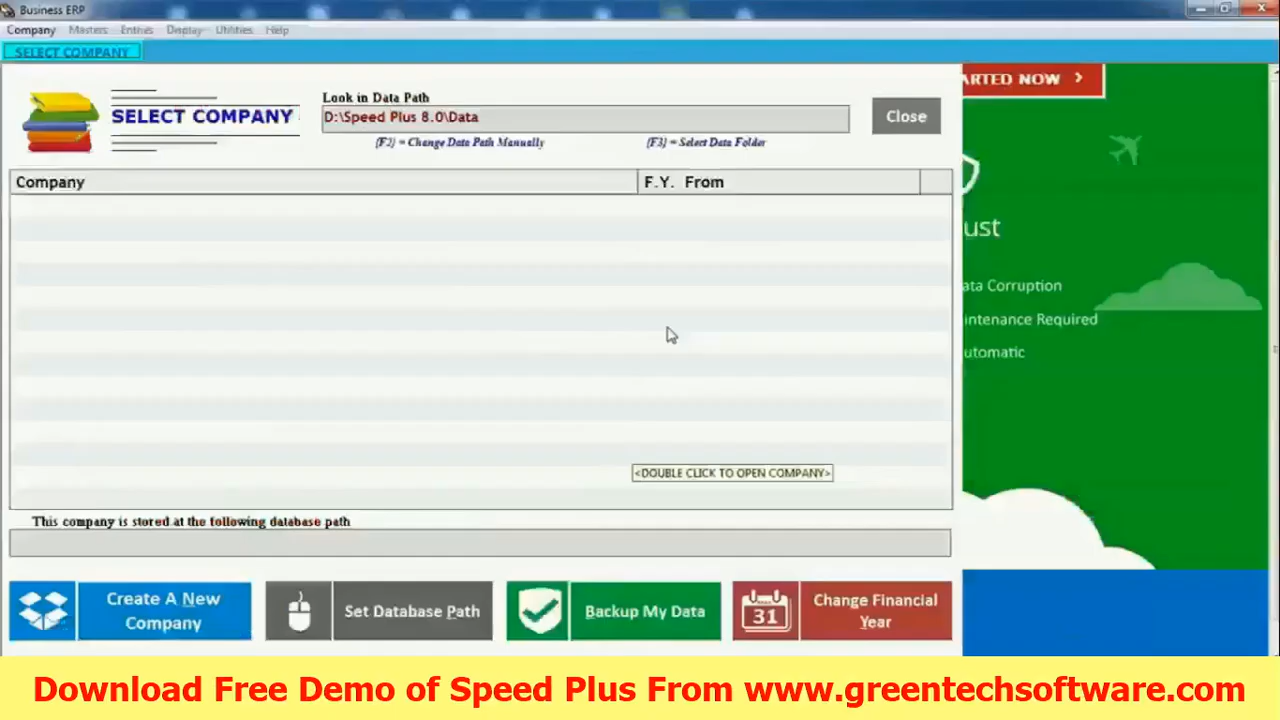 Business ERP
Company Masters Entries Display Utilities Help
SELECT COMPANY
SELECT COMPANY
Look in Data Path
D:\Speed Plus 8.0\Data
(F2) = Change Data Path Manually (F3) = Select Data Folder
Close
Company F.Y. From
<DOUBLE CLICK TO OPEN COMPANY>
This company is stored at the following database path
Create A New
Company
Set Database Path
Backup My Data
31
Change Financial
Year
ARTED NOW >
ust
ata Corruption
intenance Required
utomatic
Download Free Demo of Speed Plus From www.greentechsoftware.com